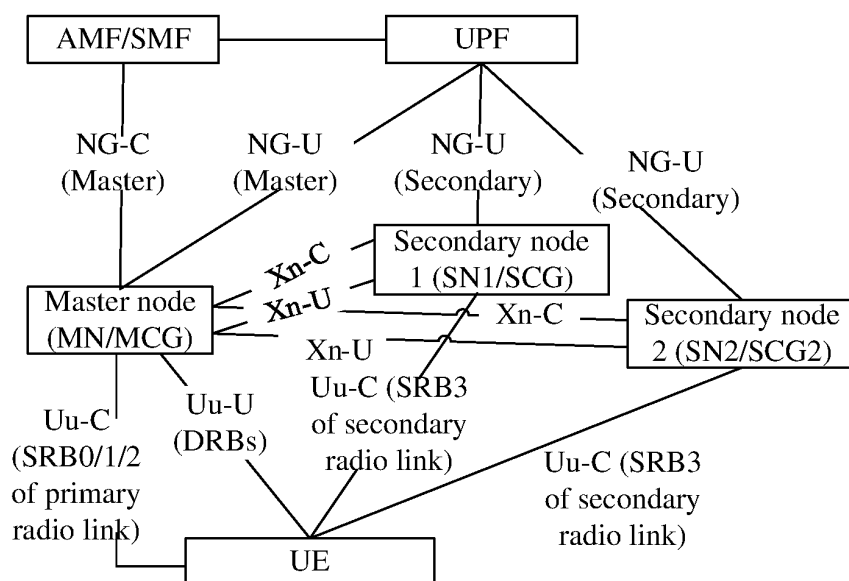 AMF/SMF
UPF
NG-C
(Master)
NG-U
(Master)
NG-U
(Secondary)
NG-U
(Secondary)
Xn-C
Xn-U
Secondary node
1 (SN1/SCG)
Master node
(MN/MCG)
Xn-C
Xn-U
Secondary node
2 (SN2/SCG2)
Uu-C
(SRB0/1/2
of primary
radio link)
Uu-U
(DRBs)
Uu-C (SRB3
of secondary
radio link)
Uu-C (SRB3
of secondary
radio link)
UE